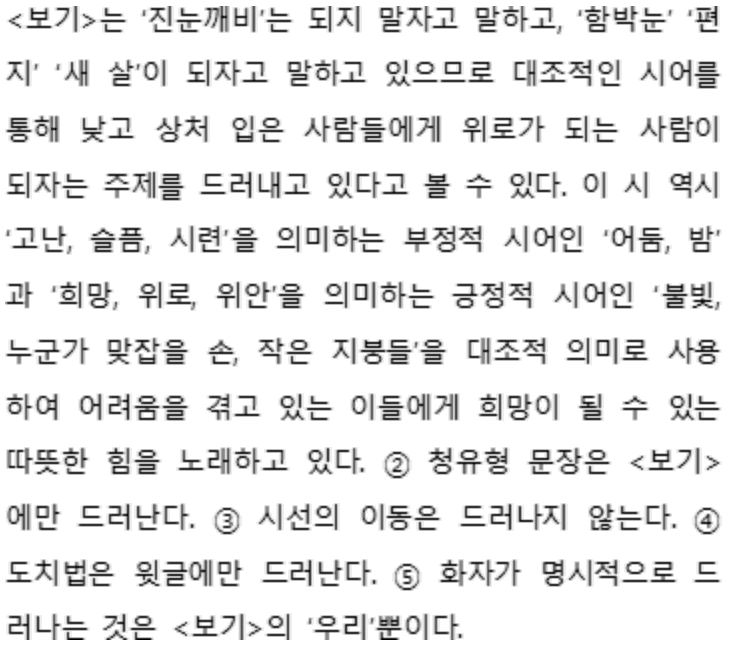 <보기>는 ‘진눈깨비’는 되지 말자고 말하고, ‘함박눈’ ‘편
지’ ‘새 살’이 되자고 말하고 있으므로 대조적인 시어를
통해 낮고 상처 입은 사람들에게 위로가 되는 사람이
되자는 주제를 드러내고 있다고 볼 수 있다. 이 시 역시
‘고난, 슬픔, 시련’을 의미하는 부정적 시어인 ‘어둠, 밤’
과 ‘희망, 위로, 위안’을 의미하는 긍정적 시어인 ‘불빛,
누군가 맞잡을 손, 작은 지붕들’을 대조적 의미로 사용
하여 어려움을 겪고 있는 이들에게 희망이 될 수 있는
따뜻한 힘을 노래하고 있다. ② 청유형 문장은 <보기>
에만 드러난다. ③ 시선의 이동은 드러나지 않는다. ④
도치법은 윗글에만 드러난다. ⑤ 화자가 명시적으로 드
러나는 것은 <보기>의 ‘우리’뿐이다.